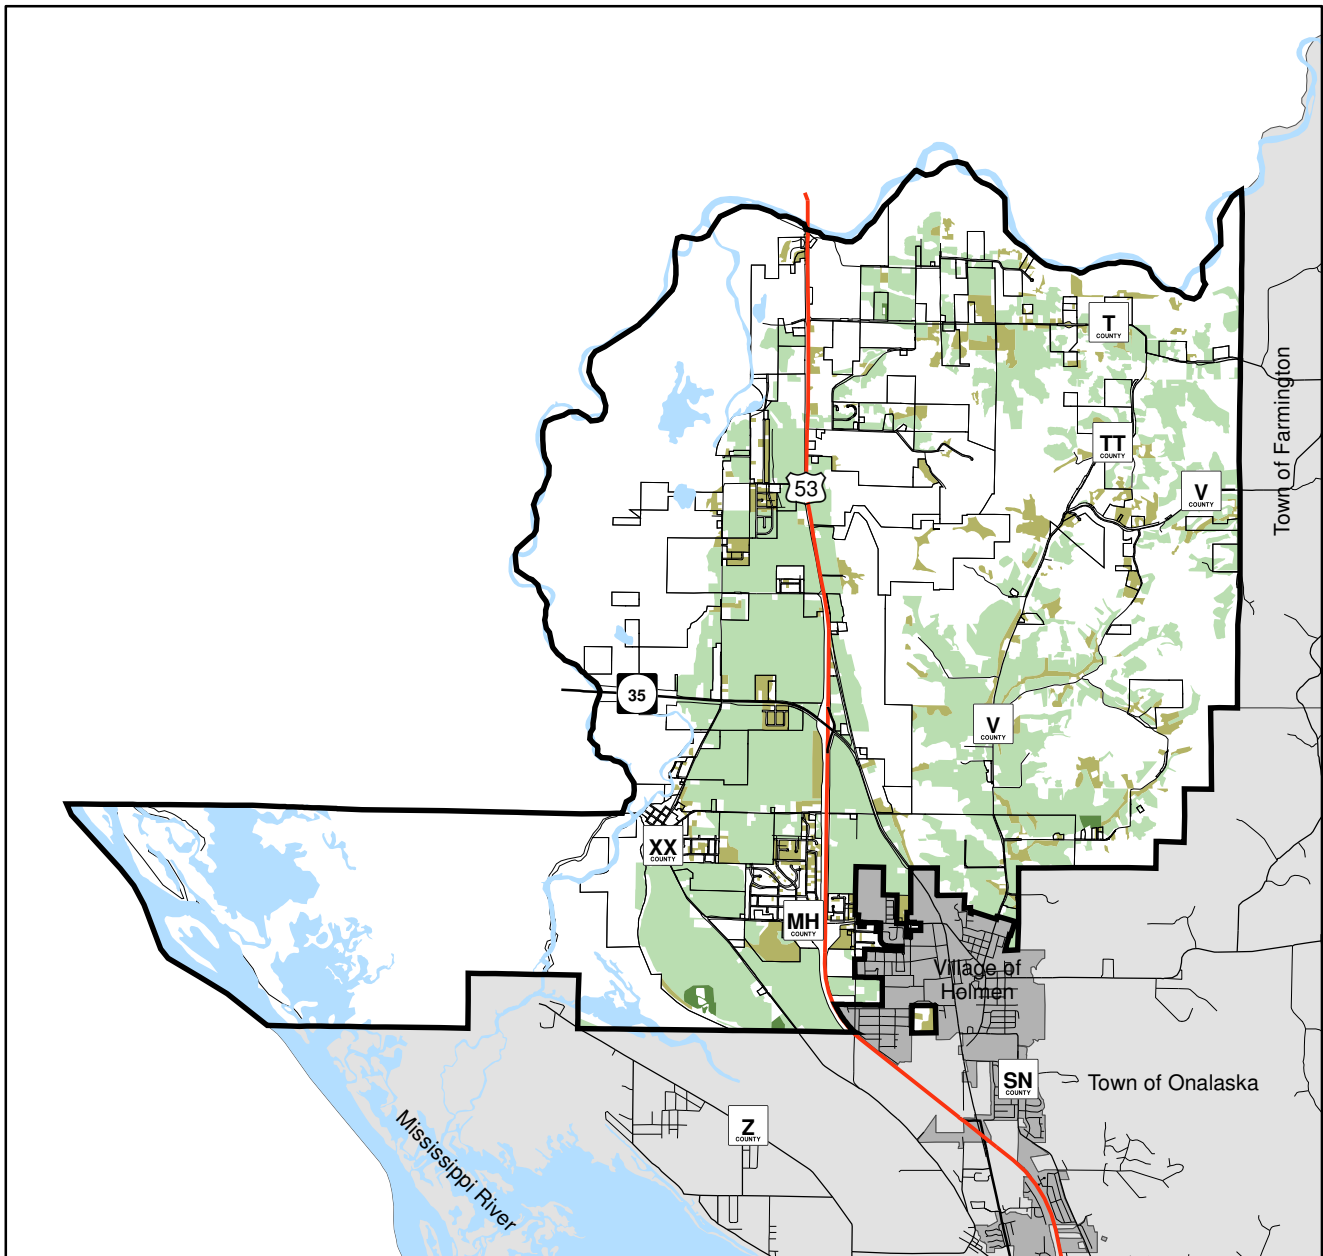 T
COUNTY
Town of Farmington
TT
COUNTY
V
COUNTY
53
35
V
COUNTY
XX
COUNTY
MH
COUNTY
Village of
Holmen
SN
COUNTY
Town of Onalaska
Z
COUNTY
Mississippi River